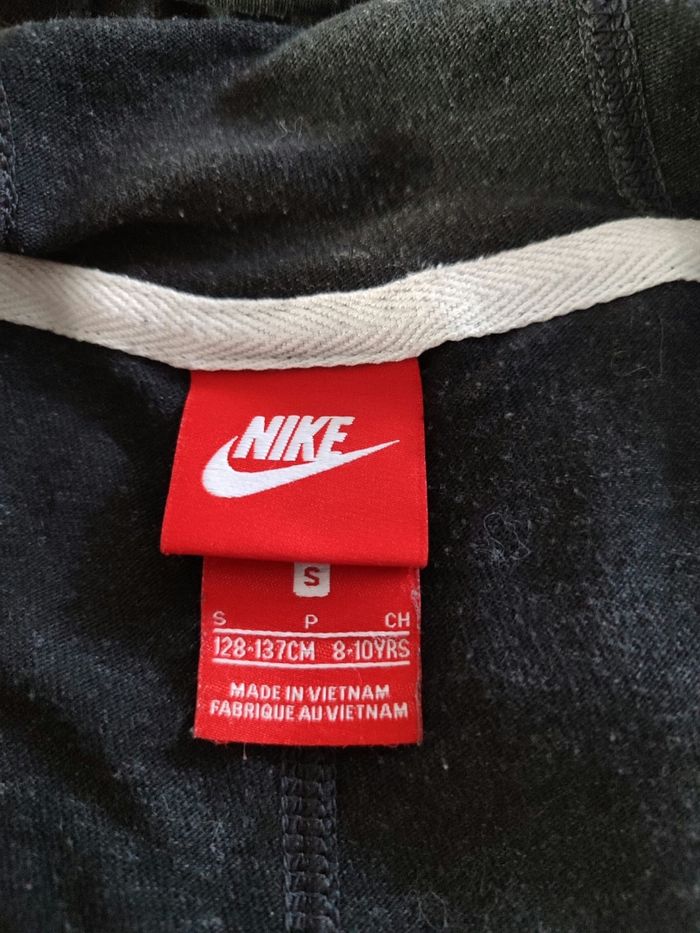 NIKE
S
S P CH
128-137CM 8-10YRS
MADE IN VIETNAM
FABRIQUE AU VIETNAM